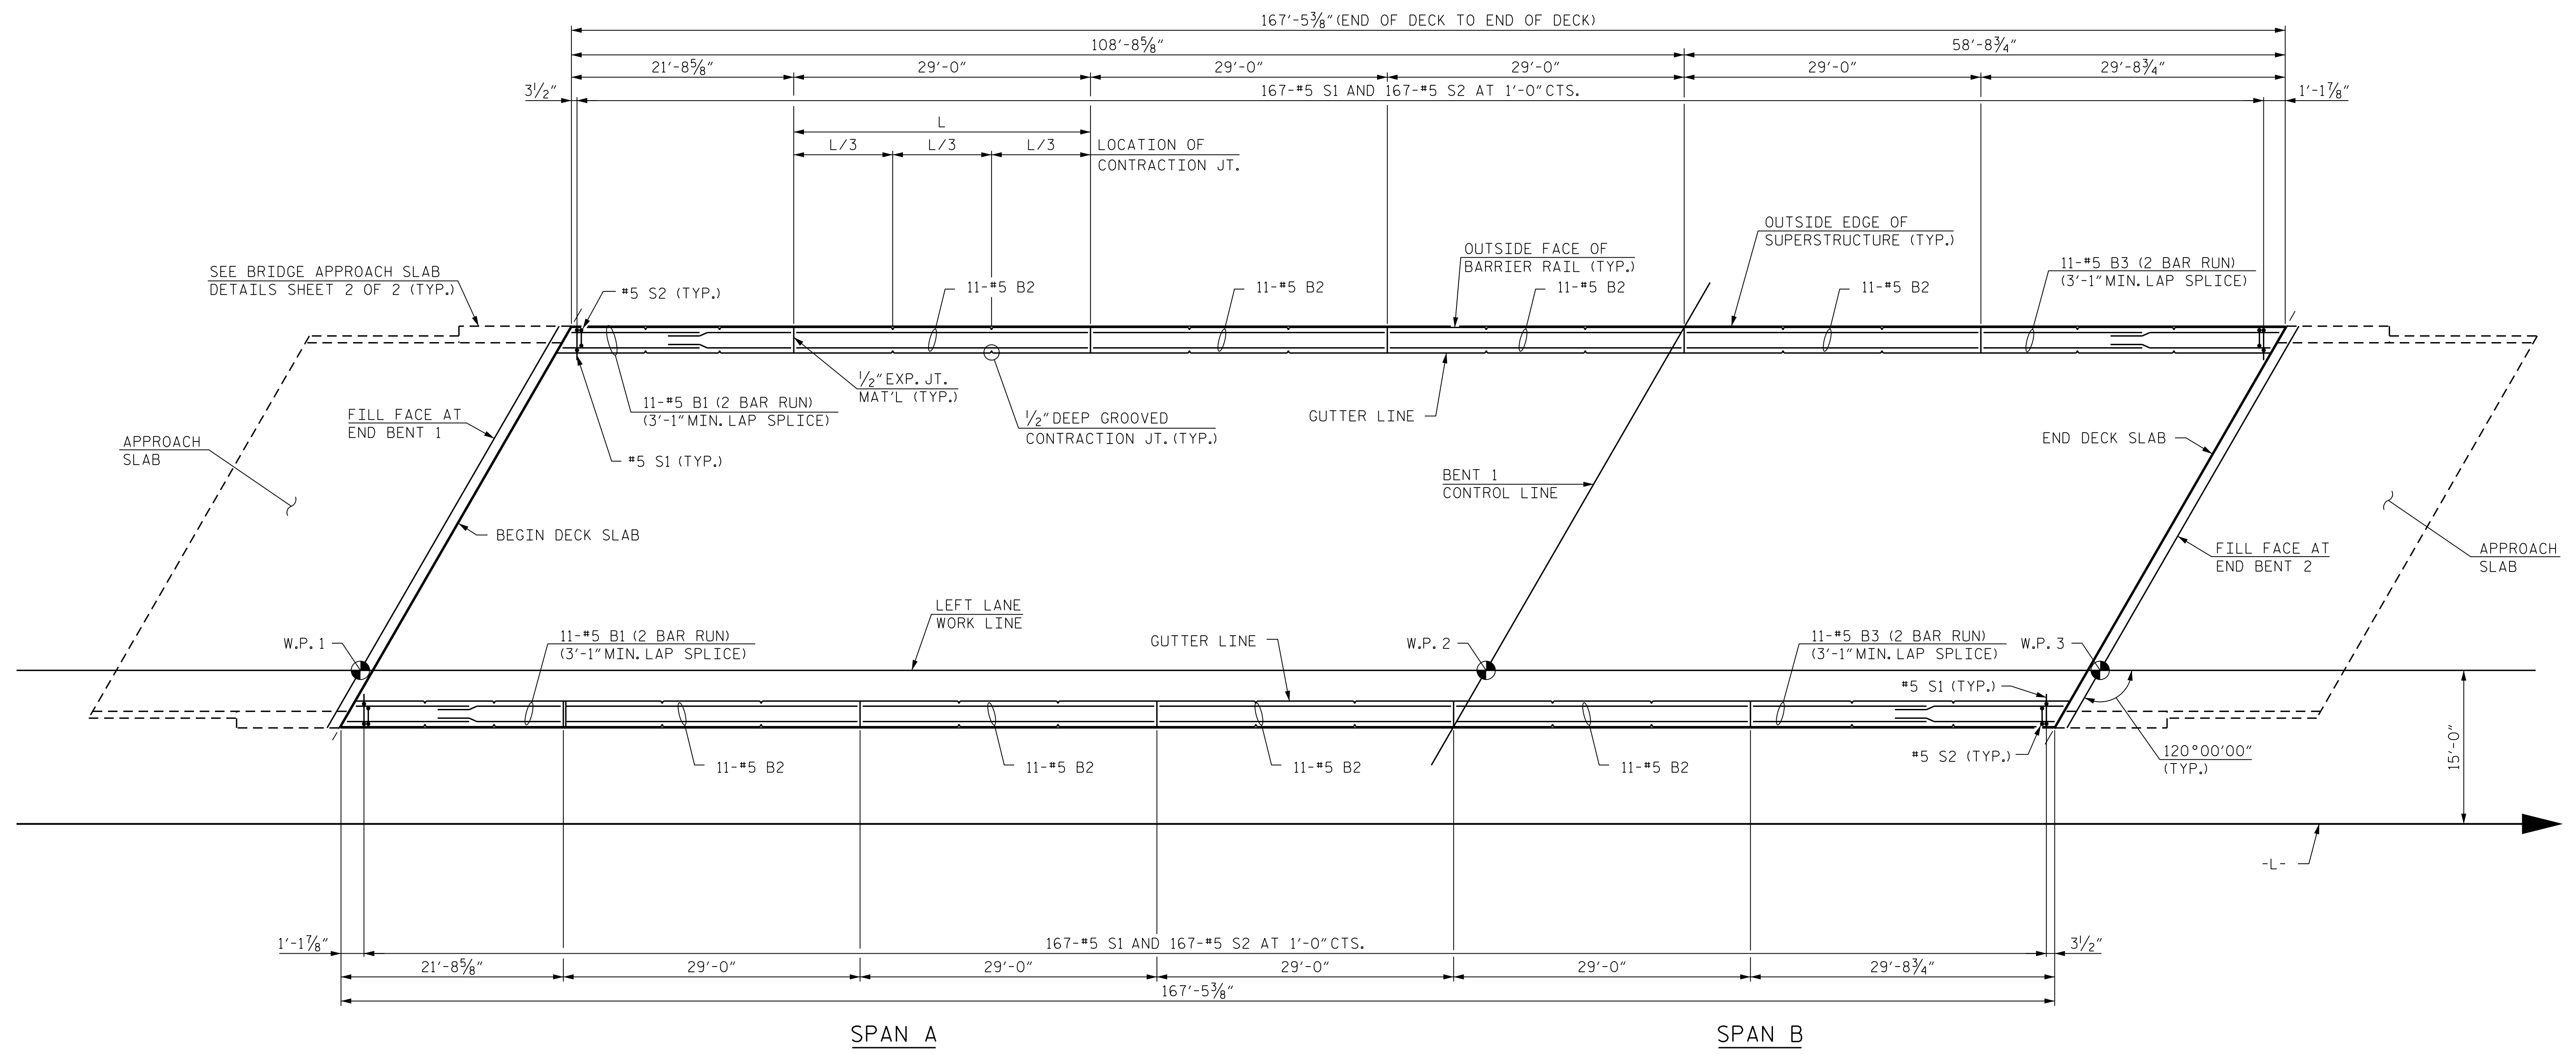 167'-5⅜" (END OF DECK TO END OF DECK)
108'-8⅝" 58'-8¾"
21'-8⅝" 29'-0" 29'-0" 29'-0" 29'-0" 29'-8¾"
3½" 167-#5 S1 AND 167-#5 S2 AT 1'-0" CTS. 1'-1⅞"
L
L/3 L/3 L/3 LOCATION OF
CONTRACTION JT.
OUTSIDE EDGE OF
SUPERSTRUCTURE (TYP.)
OUTSIDE FACE OF
BARRIER RAIL (TYP.)
11-#5 B3 (2 BAR RUN)
(3'-1" MIN. LAP SPLICE)
SEE BRIDGE APPROACH SLAB
DETAILS SHEET 2 OF 2 (TYP.)
#5 S2 (TYP.)
11-#5 B2 11-#5 B2 11-#5 B2 11-#5 B2
½" EXP. JT.
MAT'L (TYP.)
11-#5 B1 (2 BAR RUN)
(3'-1" MIN. LAP SPLICE)
½" DEEP GROOVED
CONTRACTION JT. (TYP.)
GUTTER LINE
FILL FACE AT
END BENT 1
APPROACH
SLAB
#5 S1 (TYP.)
END DECK SLAB
BENT 1
CONTROL LINE
BEGIN DECK SLAB
FILL FACE AT
END BENT 2
APPROACH
SLAB
LEFT LANE
WORK LINE
W.P. 1
11-#5 B1 (2 BAR RUN)
(3'-1" MIN. LAP SPLICE)
GUTTER LINE
W.P. 2
11-#5 B3 (2 BAR RUN)
(3'-1" MIN. LAP SPLICE)
W.P. 3
#5 S1 (TYP.)
#5 S2 (TYP.)
120°00'00"
(TYP.)
15'-0"
11-#5 B2 11-#5 B2 11-#5 B2 11-#5 B2
-L-
1'-1⅞" 167-#5 S1 AND 167-#5 S2 AT 1'-0" CTS. 3½"
21'-8⅝" 29'-0" 29'-0" 29'-0" 29'-0" 29'-8¾"
167'-5⅜"
SPAN A SPAN B